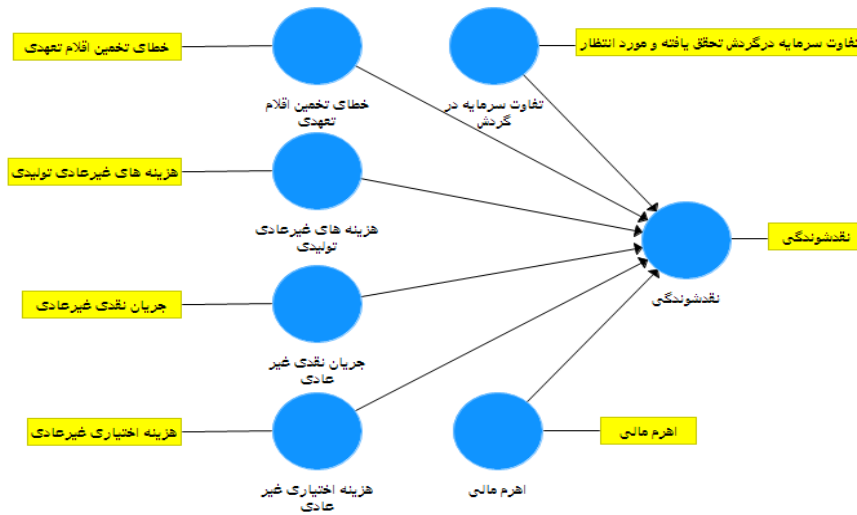 خطای تخمین اقلام تعهدی
تفاوت سرمایه درگردش تحقق یافته و مورد انتظار
خطای تخمین اقلام
تعهدی
تفاوت سرمایه در
گردش
هزینه های غیرعادی تولیدی
هزینه های غیرعادی
تولیدی
نقدشوندگی
نقدشوندگی
جریان نقدی غیرعادی
جریان نقدی غیر
عادی
هزینه اختیاری غیرعادی
اهرم مالی
هزینه اختیاری غیر
عادی
اهرم مالی